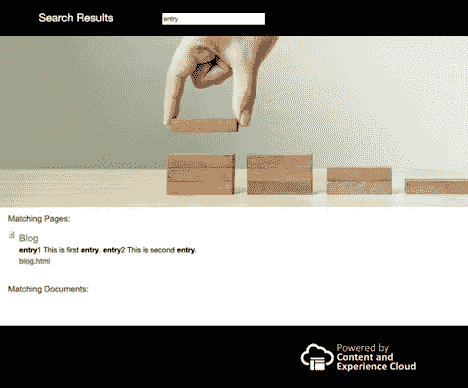 Search Results
entry
Matching Pages:
Blog
entry1 This is first entry. entry2 This is second entry.
blog.html
Matching Documents:
Powered by
Content and
Experience Cloud